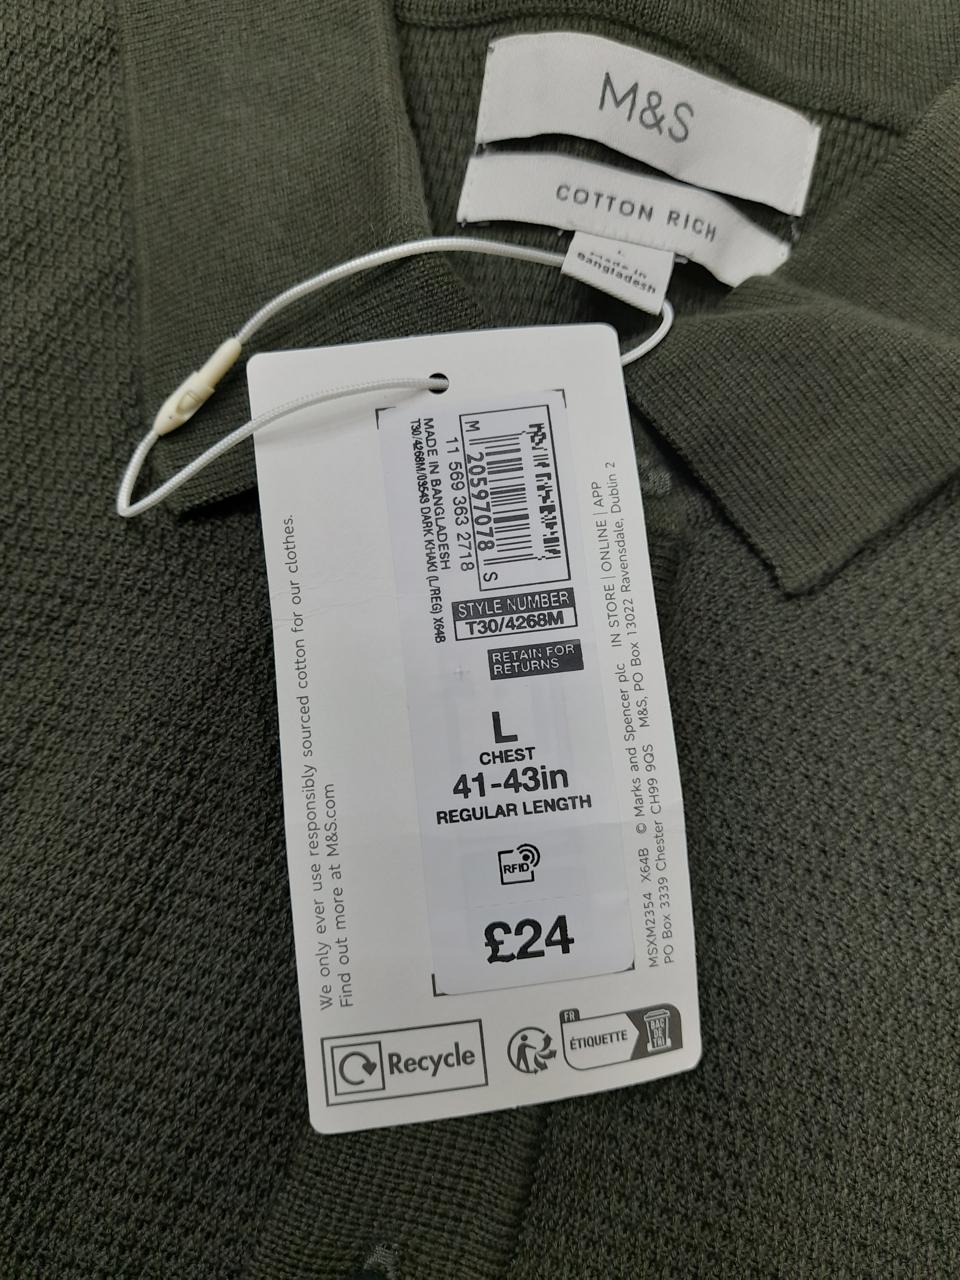 M&S
COTTON RICH
L
Made in
Bangladesh
M 20597078 S
11 569 363 2718
MADE IN BANGLADESH
T30/4268M/03543 DARK KHAKI (L/REG) X64B
STYLE NUMBER
T30/4268M
RETAIN FOR
RETURNS
L
CHEST
41-43in
REGULAR LENGTH
RFID
£24
We only ever use responsibly sourced cotton for our clothes.
Find out more at M&S.com
MSXM2354 X64B © Marks and Spencer plc IN STORE | ONLINE | APP
PO Box 3339 Chester CH99 9QS M&S, PO Box 13022 Ravensdale, Dublin 2
Recycle
FR
ÉTIQUETTE
BAC
DE
TRI